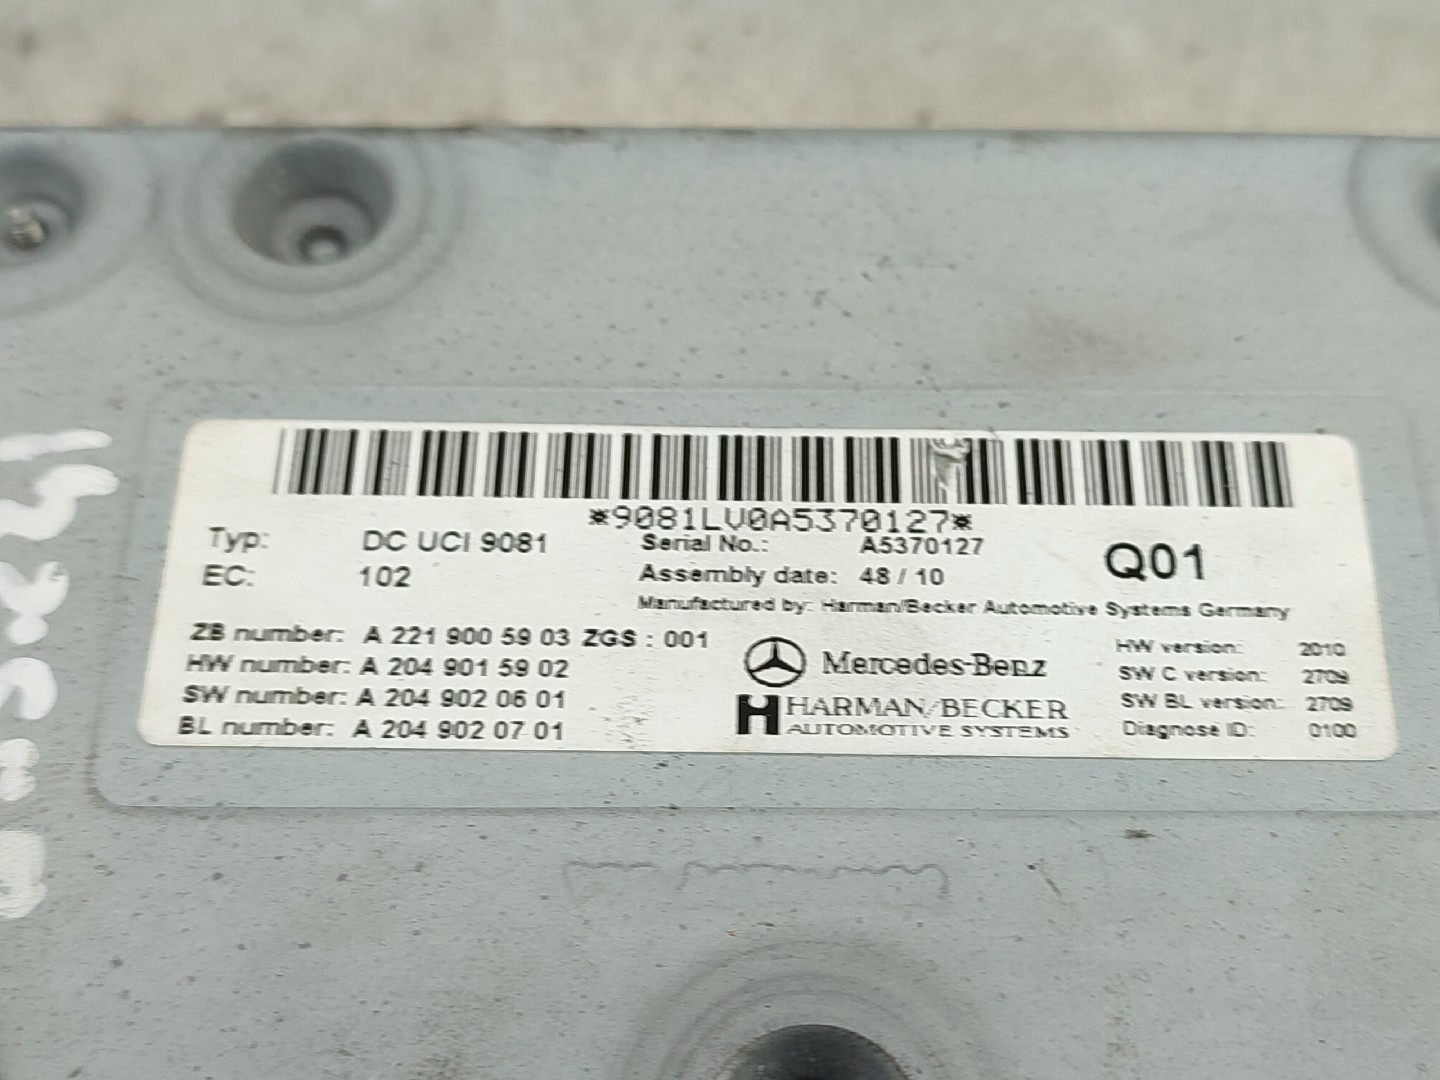 *9081LV0A5370127*
Typ: DC UCI 9081 Serial No.: A5370127
Q01
EC: 102 Assembly date: 48 / 10
Manufactured by: Harman/Becker Automotive Systems Germany
ZB number: A 221 900 59 03 ZGS : 001
HW number: A 204 901 59 02
SW number: A 204 902 06 01
BL number: A 204 902 07 01
Mercedes-Benz
HARMAN/BECKER
AUTOMOTIVE SYSTEMS
HW version: 2010
SW C version: 2709
SW BL version: 2709
Diagnose ID: 0100